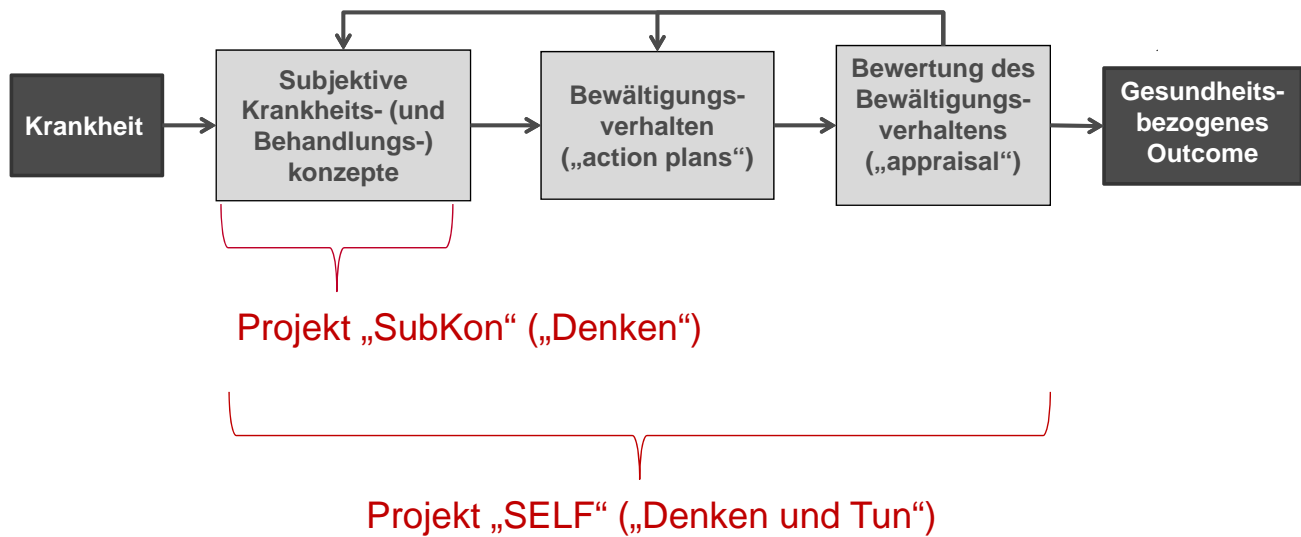 Krankheit
Subjektive
Krankheits- (und
Behandlungs-)
konzepte
Bewältigungs-
verhalten
(„action plans“)
Bewertung des
Bewältigungs-
verhaltens
(„appraisal“)
Gesundheits-
bezogenes
Outcome
Projekt „SubKon“ („Denken“)
Projekt „SELF“ („Denken und Tun“)